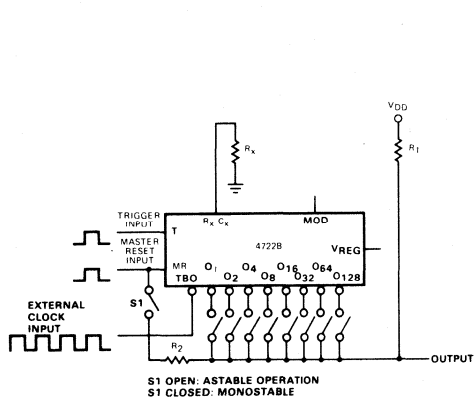 VDD
Rx
R1
TRIGGER
INPUT
T
Rx Cx
MOD
MASTER
RESET
INPUT
4722B
VREG
MR
TBO
O1
O2
O4
O8
O16
O32
O64
O128
S1
EXTERNAL
CLOCK
INPUT
R2
OUTPUT
S1 OPEN: ASTABLE OPERATION
S1 CLOSED: MONOSTABLE